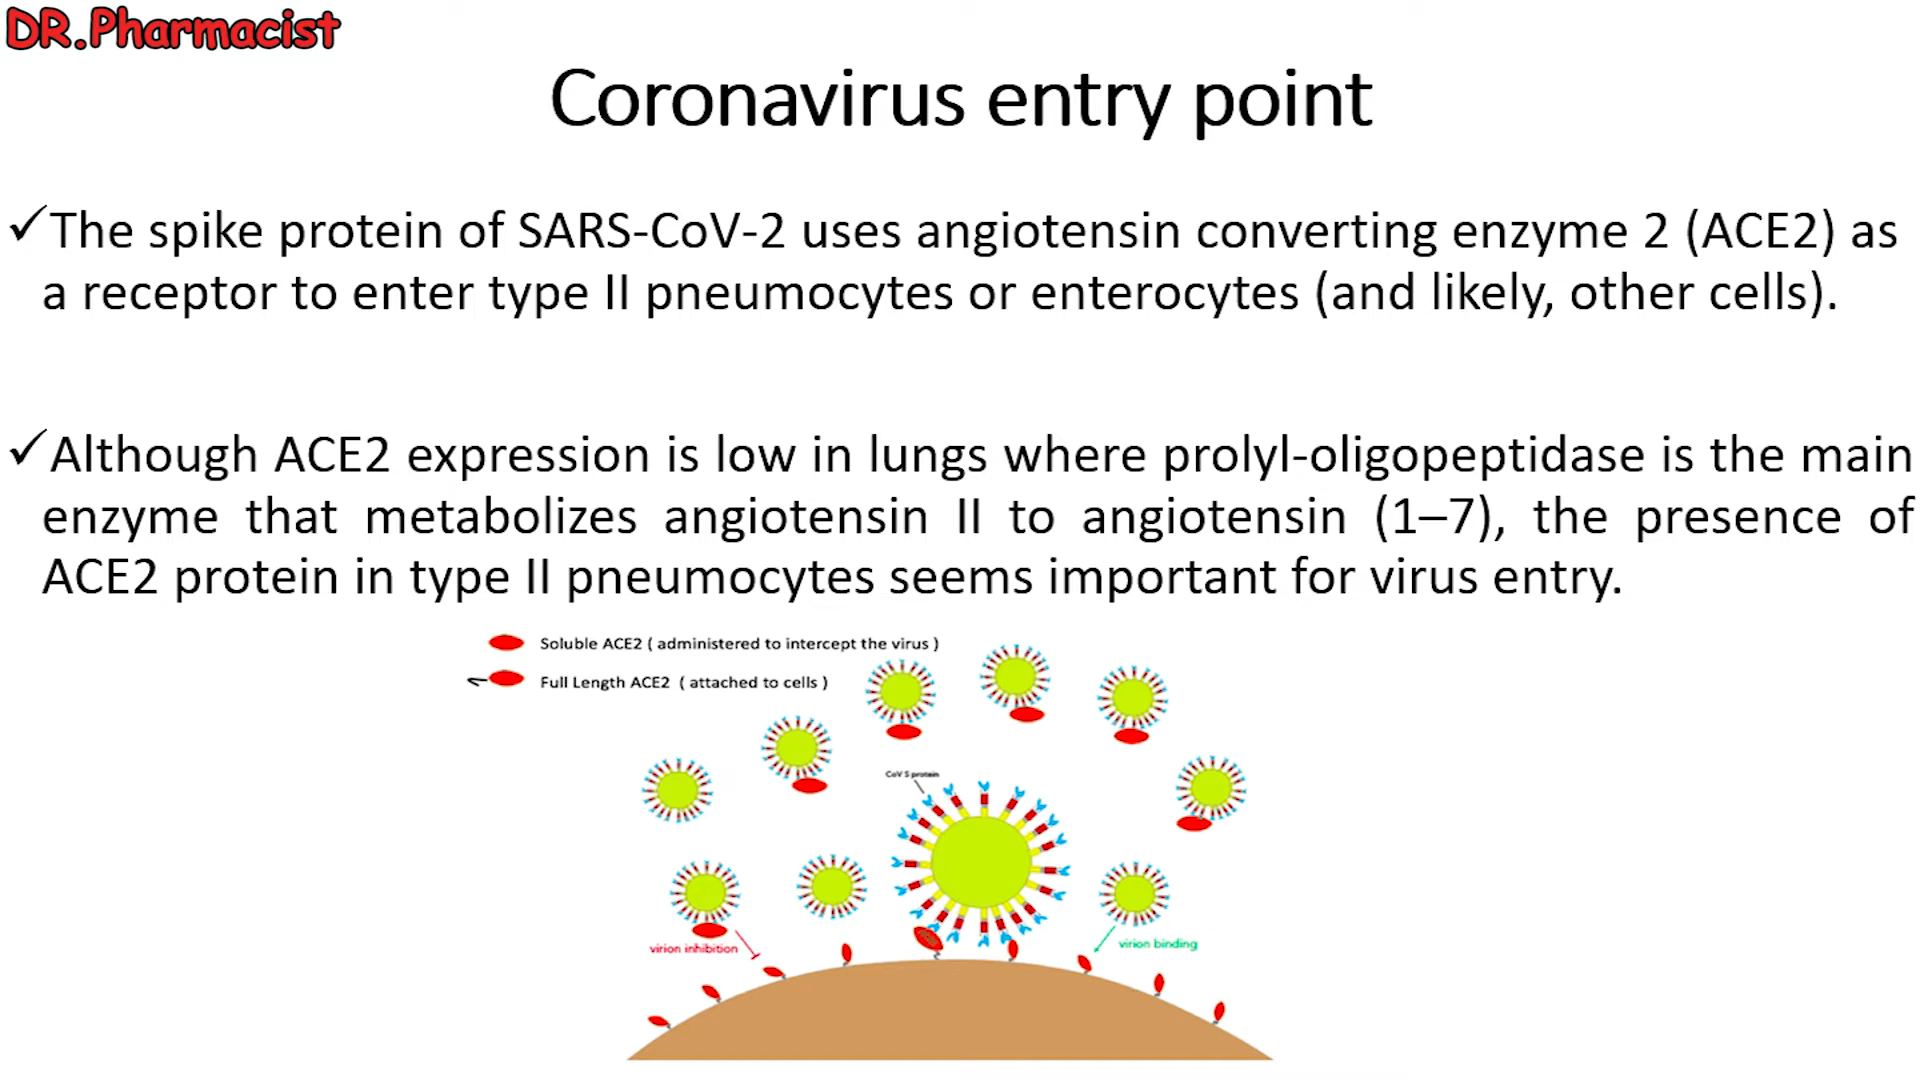 DR.Pharmacist
Coronavirus entry point
✓The spike protein of SARS-CoV-2 uses angiotensin converting enzyme 2 (ACE2) as
a receptor to enter type II pneumocytes or enterocytes (and likely, other cells).
✓Although ACE2 expression is low in lungs where prolyl-oligopeptidase is the main
enzyme that metabolizes angiotensin II to angiotensin (1–7), the presence of
ACE2 protein in type II pneumocytes seems important for virus entry.
Soluble ACE2 ( administered to intercept the virus )
Full Length ACE2 ( attached to cells )
CoV S protein
virion inhibition
virion binding